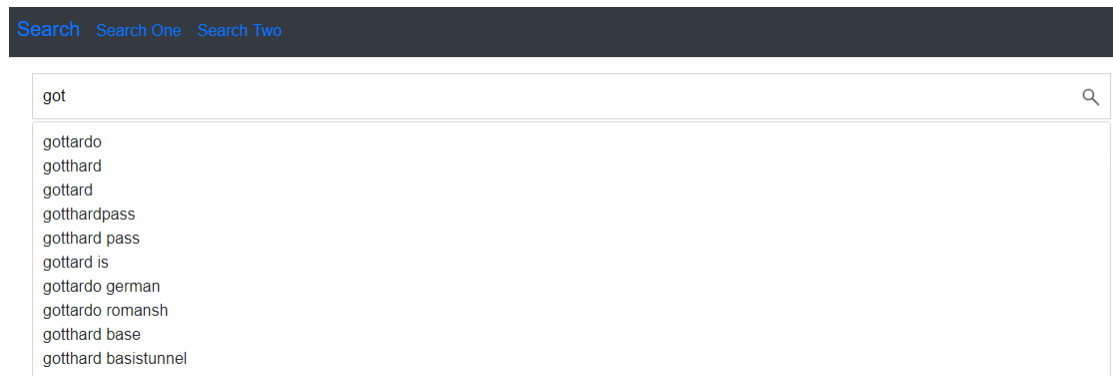 Search Search One Search Two
got
gottardo
gotthard
gottard
gotthardpass
gotthard pass
gottard is
gottardo german
gottardo romansh
gotthard base
gotthard basistunnel